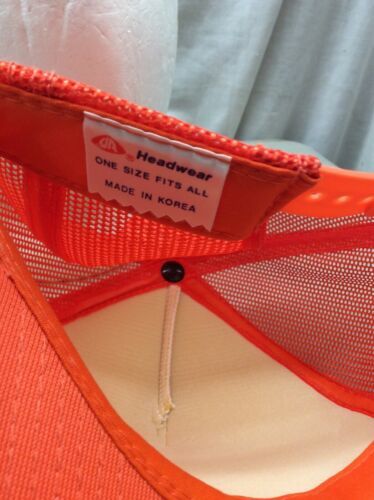 Headwear
ONE SIZE FITS ALL
MADE IN KOREA